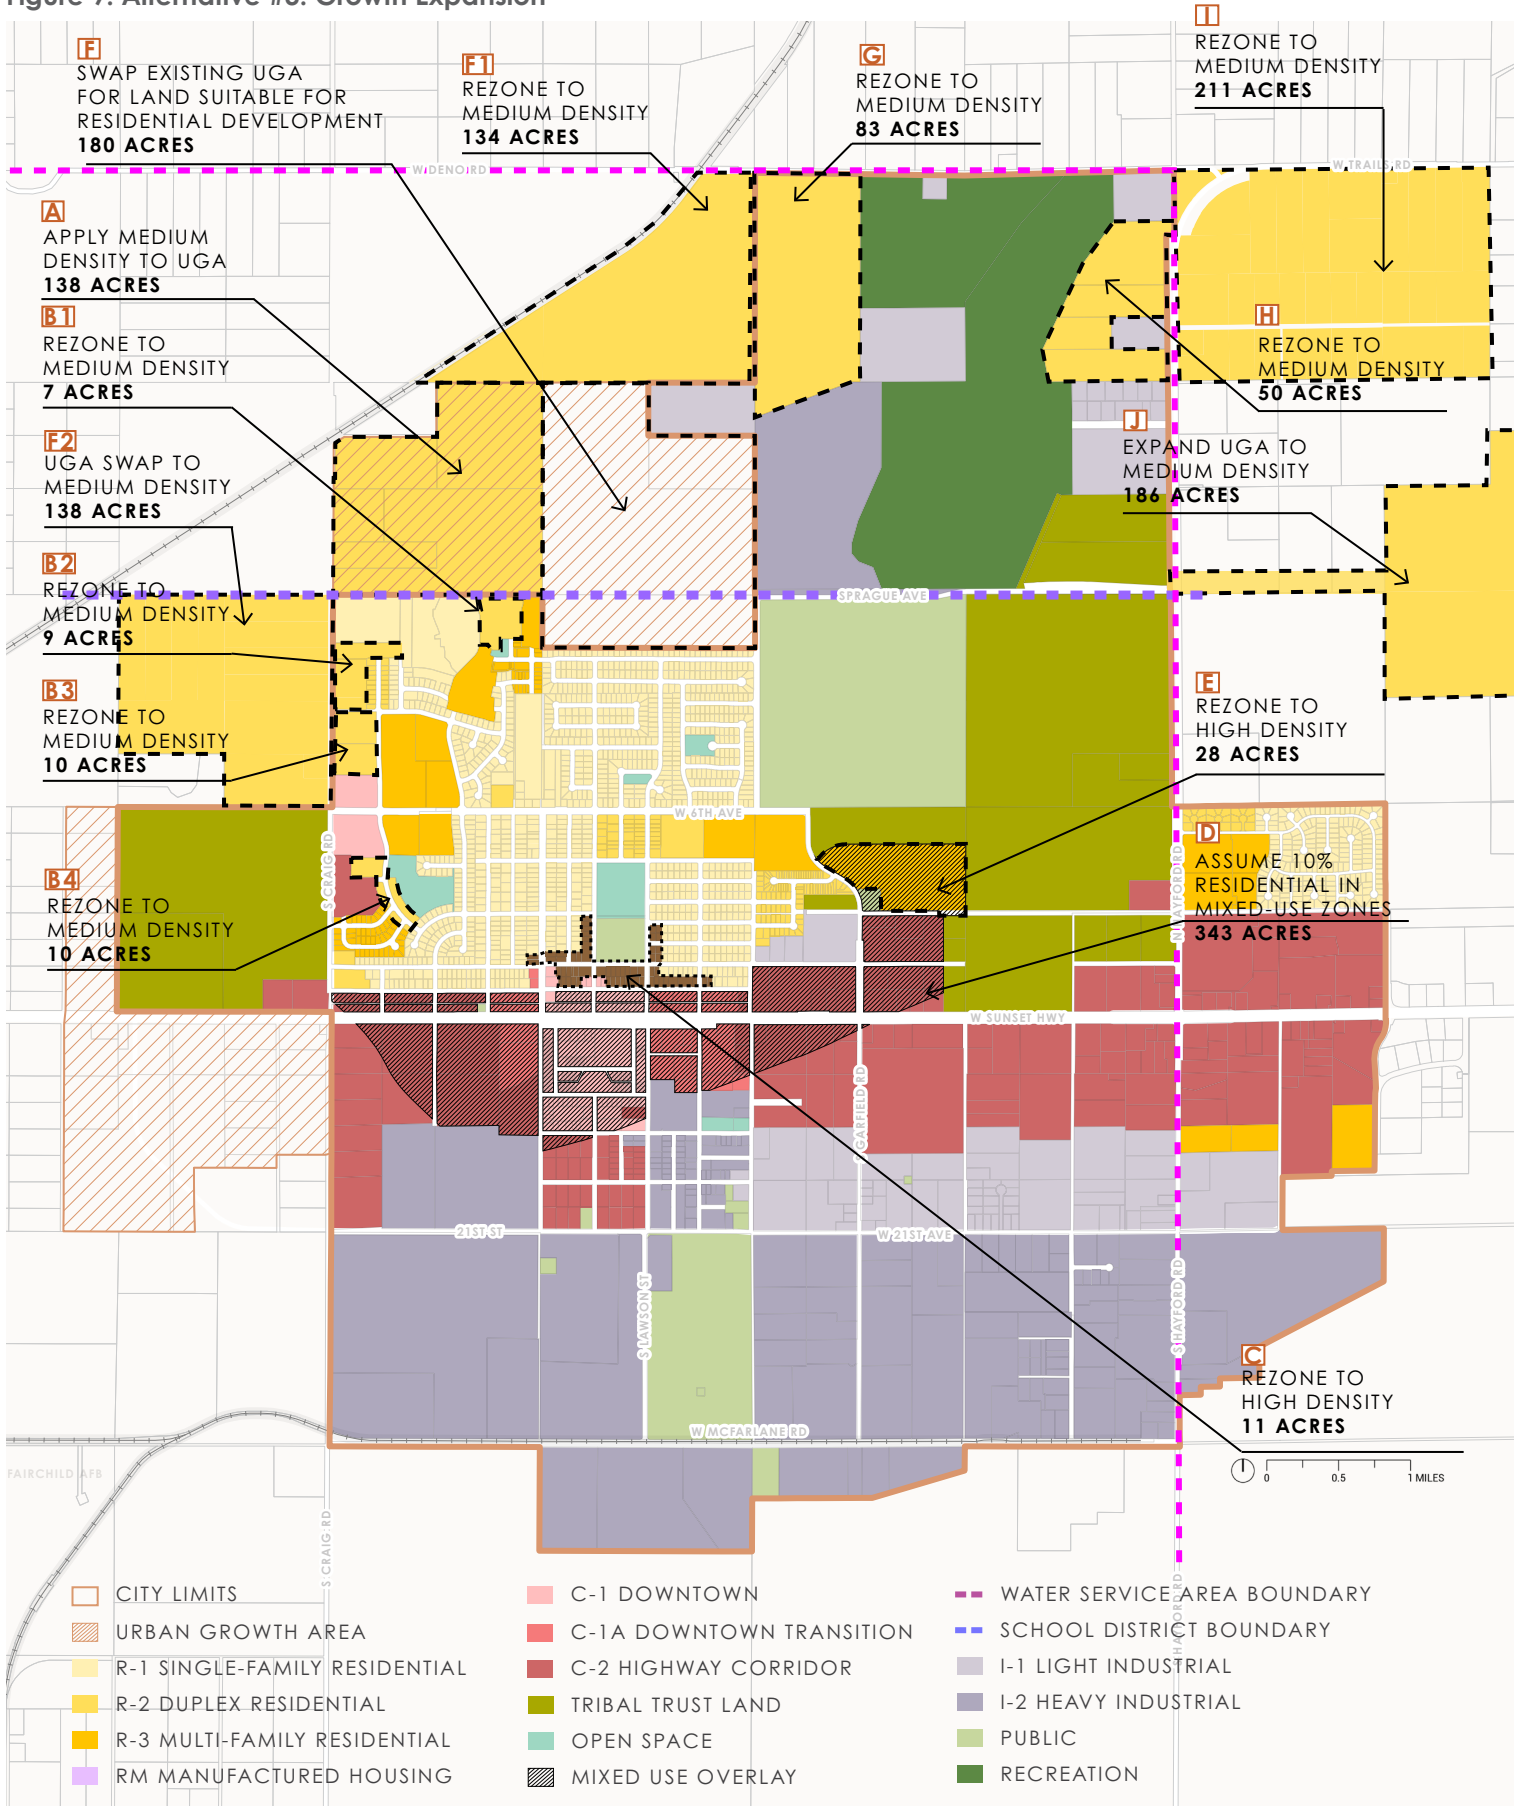 Figure 7: Alternative #3: Growth Expansion
F
SWAP EXISTING UGA
FOR LAND SUITABLE FOR
RESIDENTIAL DEVELOPMENT
180 ACRES
F1
REZONE TO
MEDIUM DENSITY
134 ACRES
G
REZONE TO
MEDIUM DENSITY
83 ACRES
I
REZONE TO
MEDIUM DENSITY
211 ACRES
W DENO RD
W TRAILS RD
A
APPLY MEDIUM
DENSITY TO UGA
138 ACRES
B1
REZONE TO
MEDIUM DENSITY
7 ACRES
H
REZONE TO
MEDIUM DENSITY
50 ACRES
F2
UGA SWAP TO
MEDIUM DENSITY
138 ACRES
J
EXPAND UGA TO
MEDIUM DENSITY
186 ACRES
B2
REZONE TO
MEDIUM DENSITY
9 ACRES
SPRAGUE AVE
B3
REZONE TO
MEDIUM DENSITY
10 ACRES
E
REZONE TO
HIGH DENSITY
28 ACRES
W 6TH AVE
S CRAIG RD
N HAYFORD RD
D
ASSUME 10%
RESIDENTIAL IN
MIXED-USE ZONES
343 ACRES
B4
REZONE TO
MEDIUM DENSITY
10 ACRES
W SUNSET HWY
S GARFIELD RD
21ST ST
W 21ST AVE
S LAWSON ST
S HAYFORD RD
C
REZONE TO
HIGH DENSITY
11 ACRES
W MCFARLANE RD
FAIRCHILD AFB
0 0.5 1 MILES
S CRAIG RD
HAYFORD RD
CITY LIMITS
URBAN GROWTH AREA
R-1 SINGLE-FAMILY RESIDENTIAL
R-2 DUPLEX RESIDENTIAL
R-3 MULTI-FAMILY RESIDENTIAL
RM MANUFACTURED HOUSING
C-1 DOWNTOWN
C-1A DOWNTOWN TRANSITION
C-2 HIGHWAY CORRIDOR
TRIBAL TRUST LAND
OPEN SPACE
MIXED USE OVERLAY
WATER SERVICE AREA BOUNDARY
SCHOOL DISTRICT BOUNDARY
I-1 LIGHT INDUSTRIAL
I-2 HEAVY INDUSTRIAL
PUBLIC
RECREATION